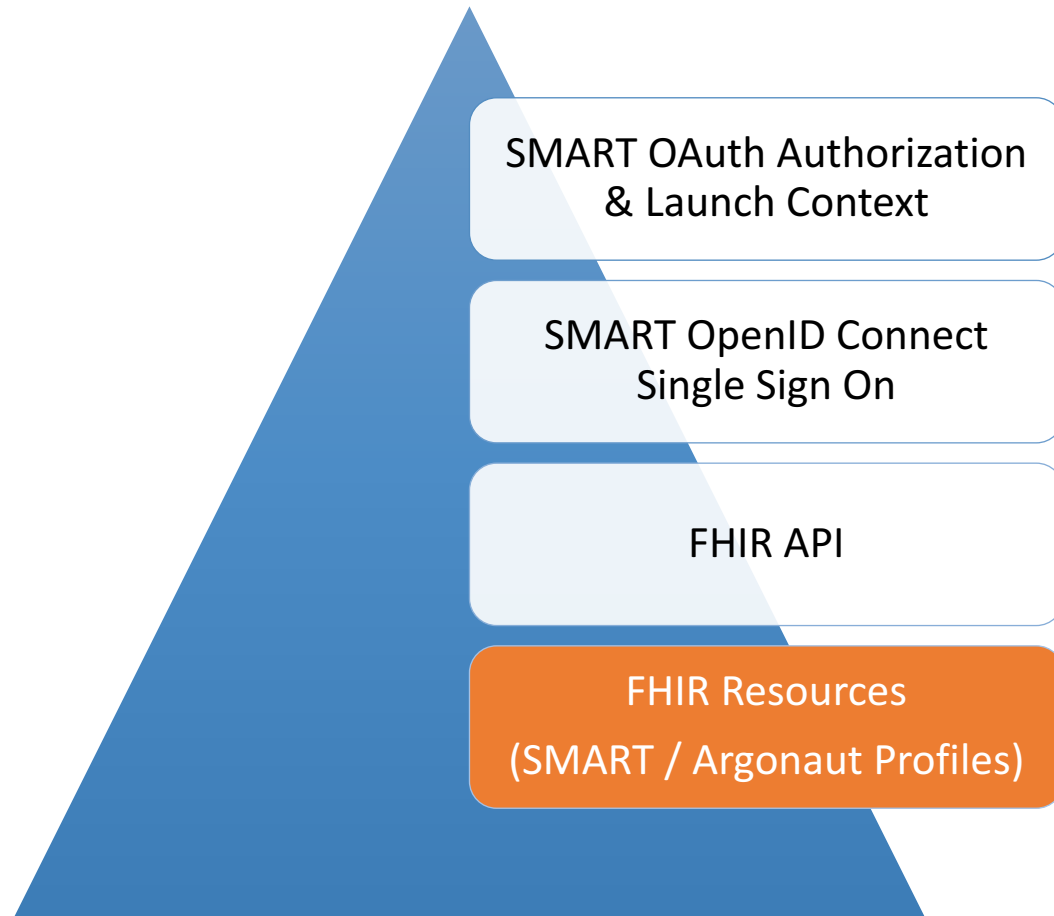 SMART OAuth Authorization
& Launch Context
SMART OpenID Connect
Single Sign On
FHIR API
FHIR Resources
(SMART / Argonaut Profiles)